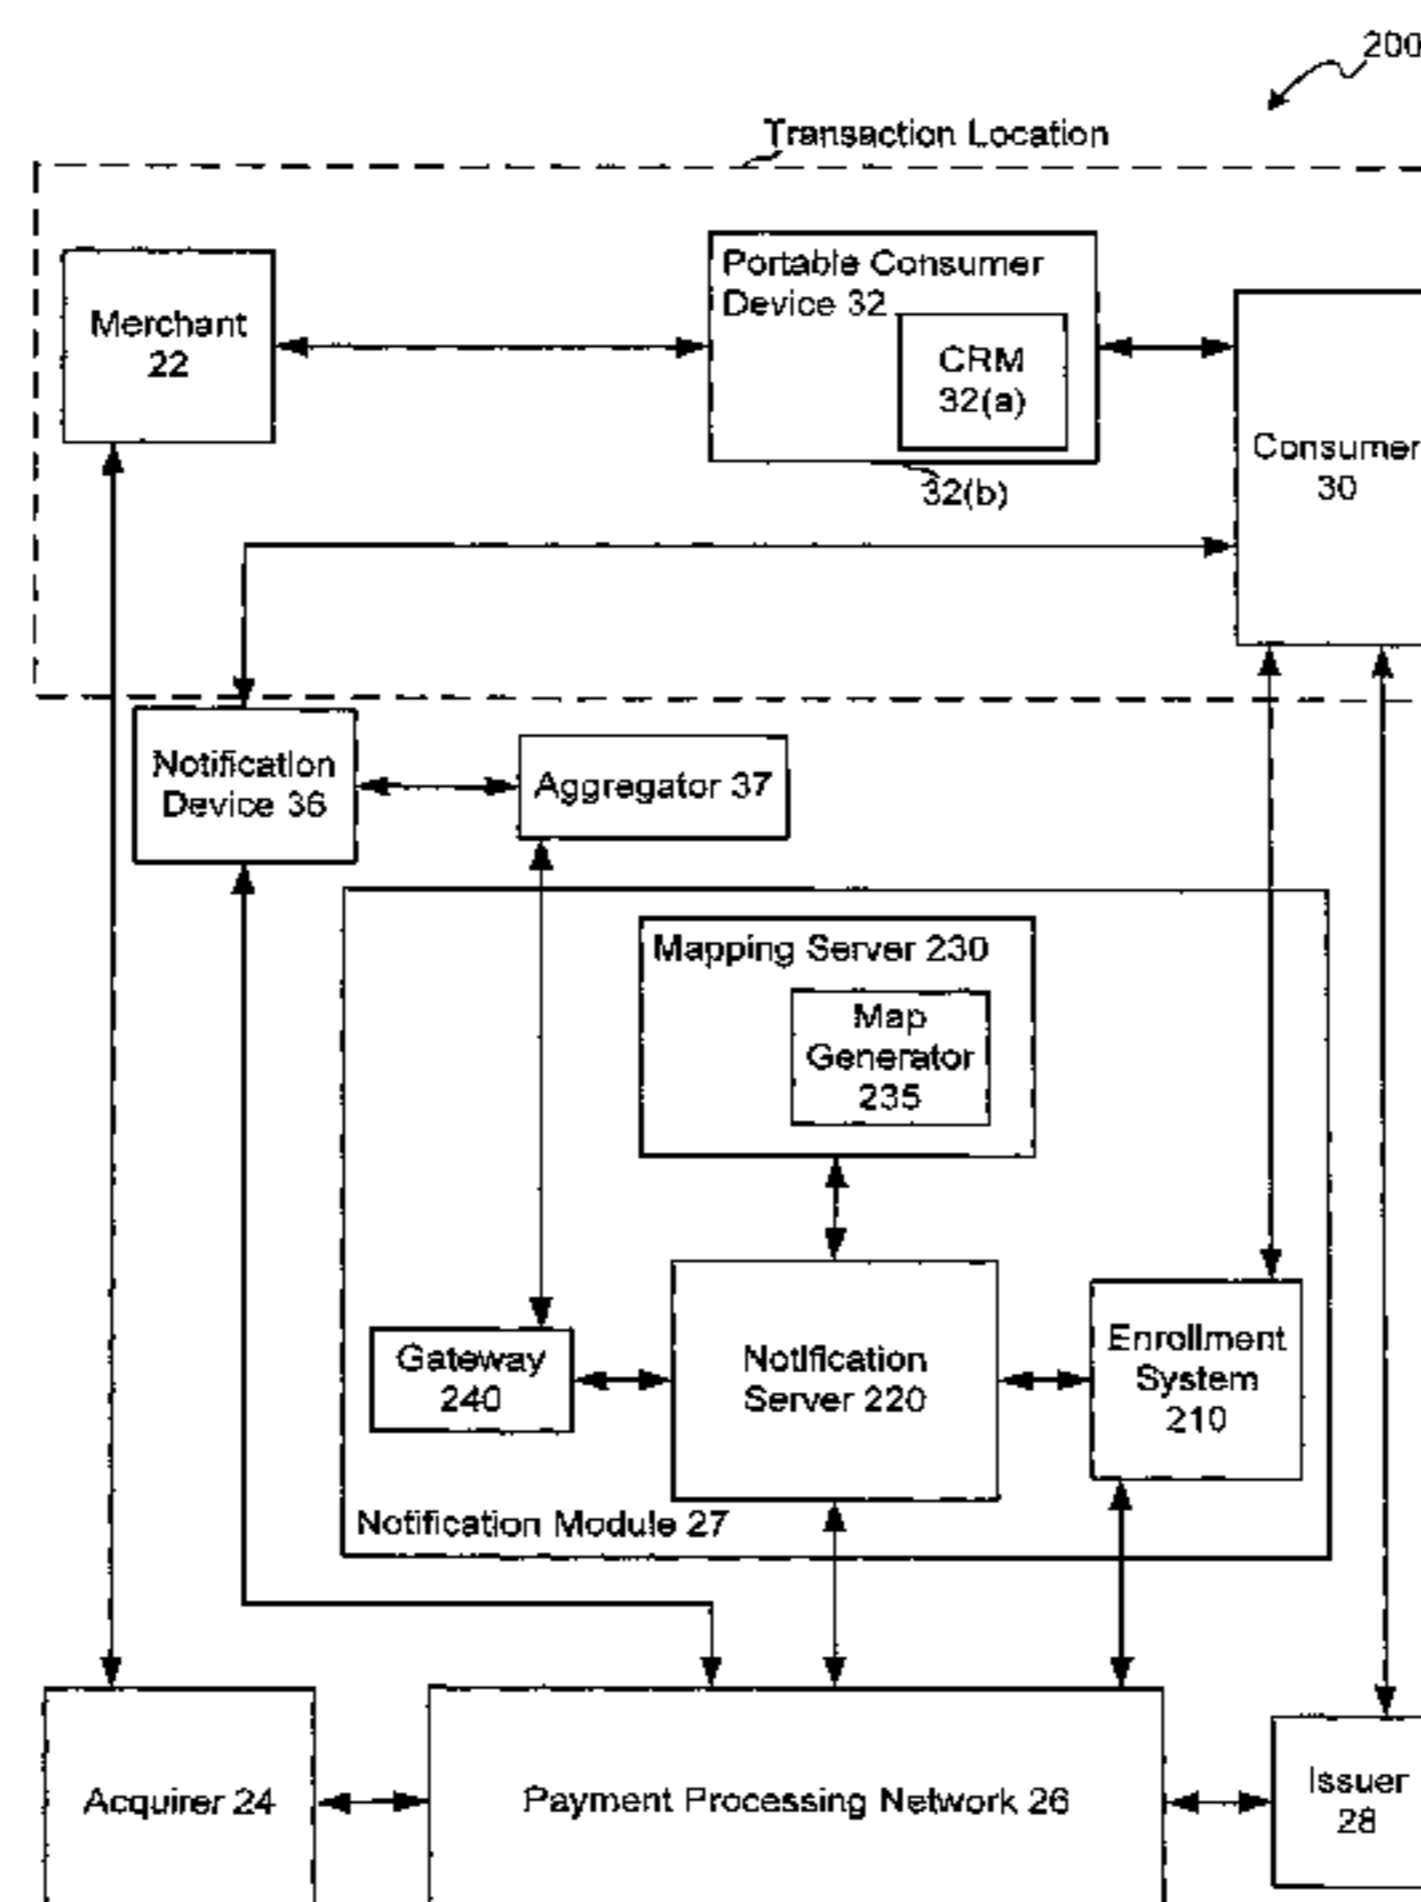 200
Transaction Location
Merchant
22
Portable Consumer
Device 32
CRM
32(a)
32(b)
Consumer
30
Notification
Device 36
Aggregator 37
Mapping Server 230
Map
Generator
235
Gateway
240
Notification
Server 220
Enrollment
System
210
Notification Module 27
Acquirer 24
Payment Processing Network 26
Issuer
28